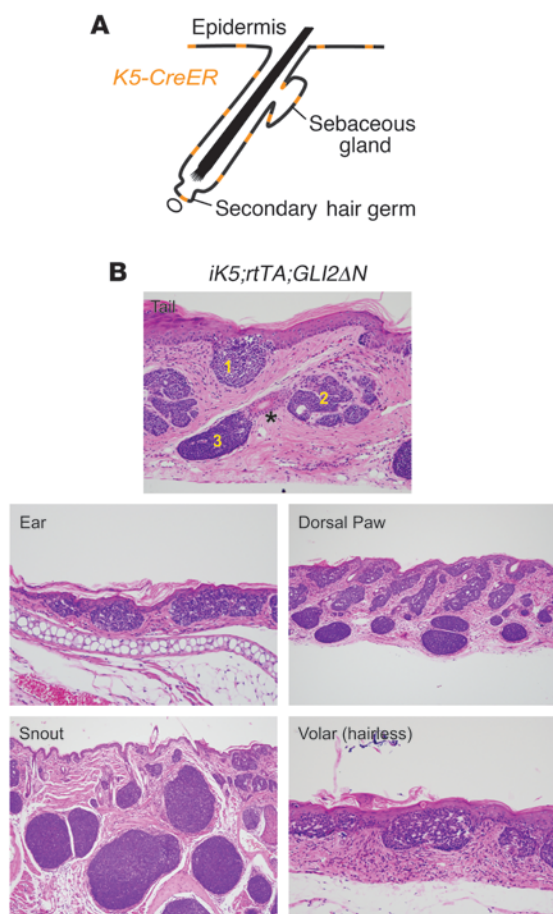 A
Epidermis
K5-CreER
Sebaceous
gland
Secondary hair germ
B
iK5;rtTA;GLI2ΔN
Tail
1
2
*
3
Ear
Dorsal Paw
Snout
Volar (hairless)